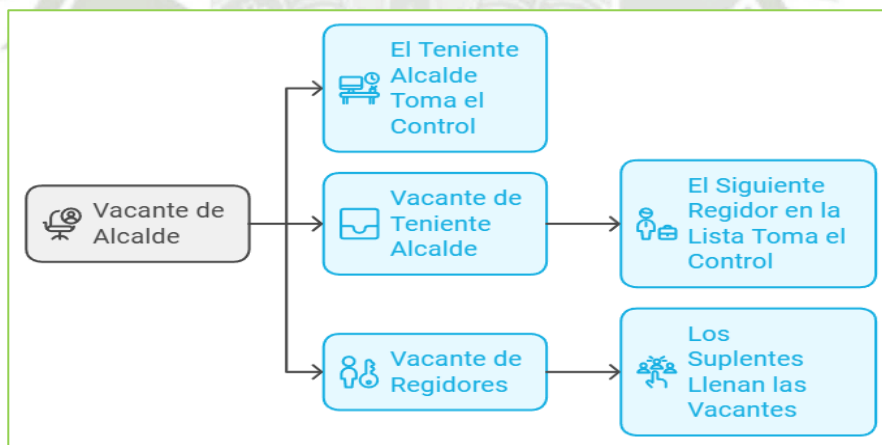 El Teniente
Alcalde
Toma el
Control
Vacante de
Alcalde
Vacante de
Teniente
Alcalde
El Siguiente
Regidor en la
Lista Toma el
Control
Vacante de
Regidores
Los
Suplentes
Llenan las
Vacantes